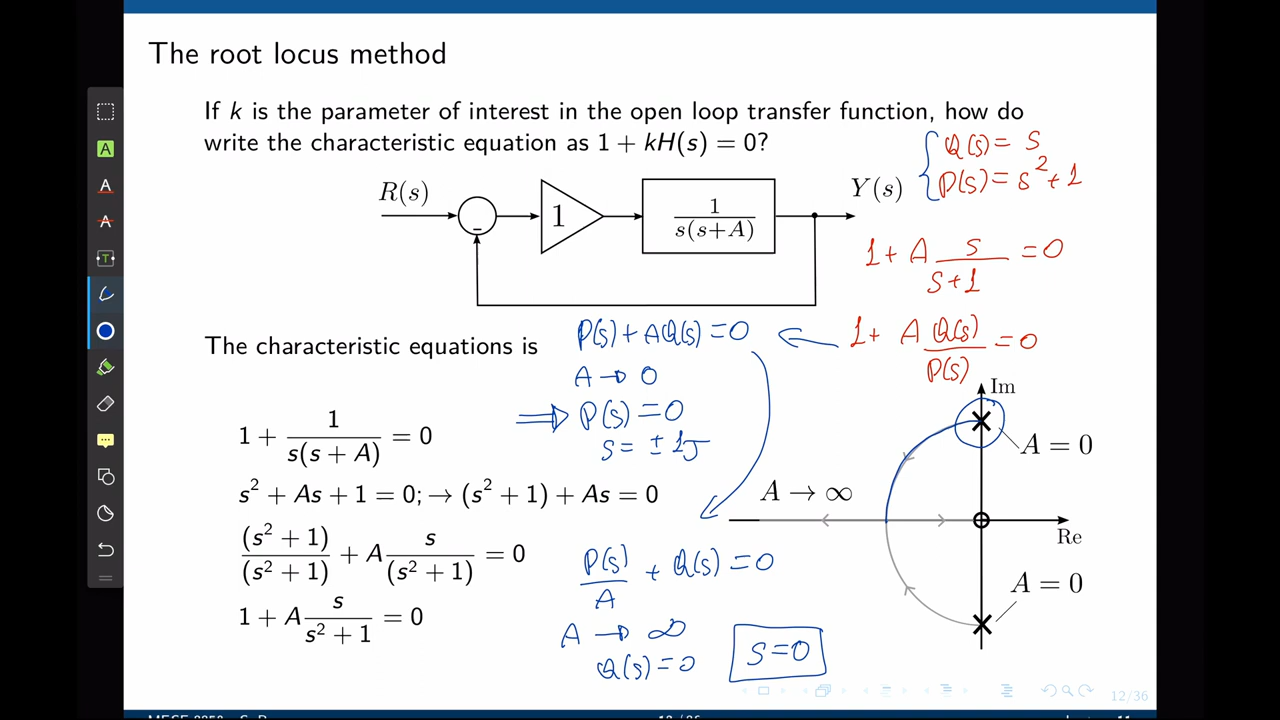 The root locus method
If k is the parameter of interest in the open loop transfer function, how do
write the characteristic equation as 1 + kH(s) = 0?
Q(s) = s
P(s) = s² + 1
R(s)
1
1/(s(s+A))
Y(s)
-
1 + A s/(s+1) = 0
1 + A Q(s)/P(s) = 0
The characteristic equations is
P(s) + AQ(s) = 0
A → 0
⇒ P(s) = 0
s = ± 1J
1 + 1/(s(s + A)) = 0
s² + As + 1 = 0; → (s² + 1) + As = 0
(s² + 1)/(s² + 1) + A s/(s² + 1) = 0
1 + A s/(s² + 1) = 0
P(s)/A + Q(s) = 0
A → ∞
Q(s) = 0
s = 0
Im
A = 0
A → ∞
Re
A = 0
12/36